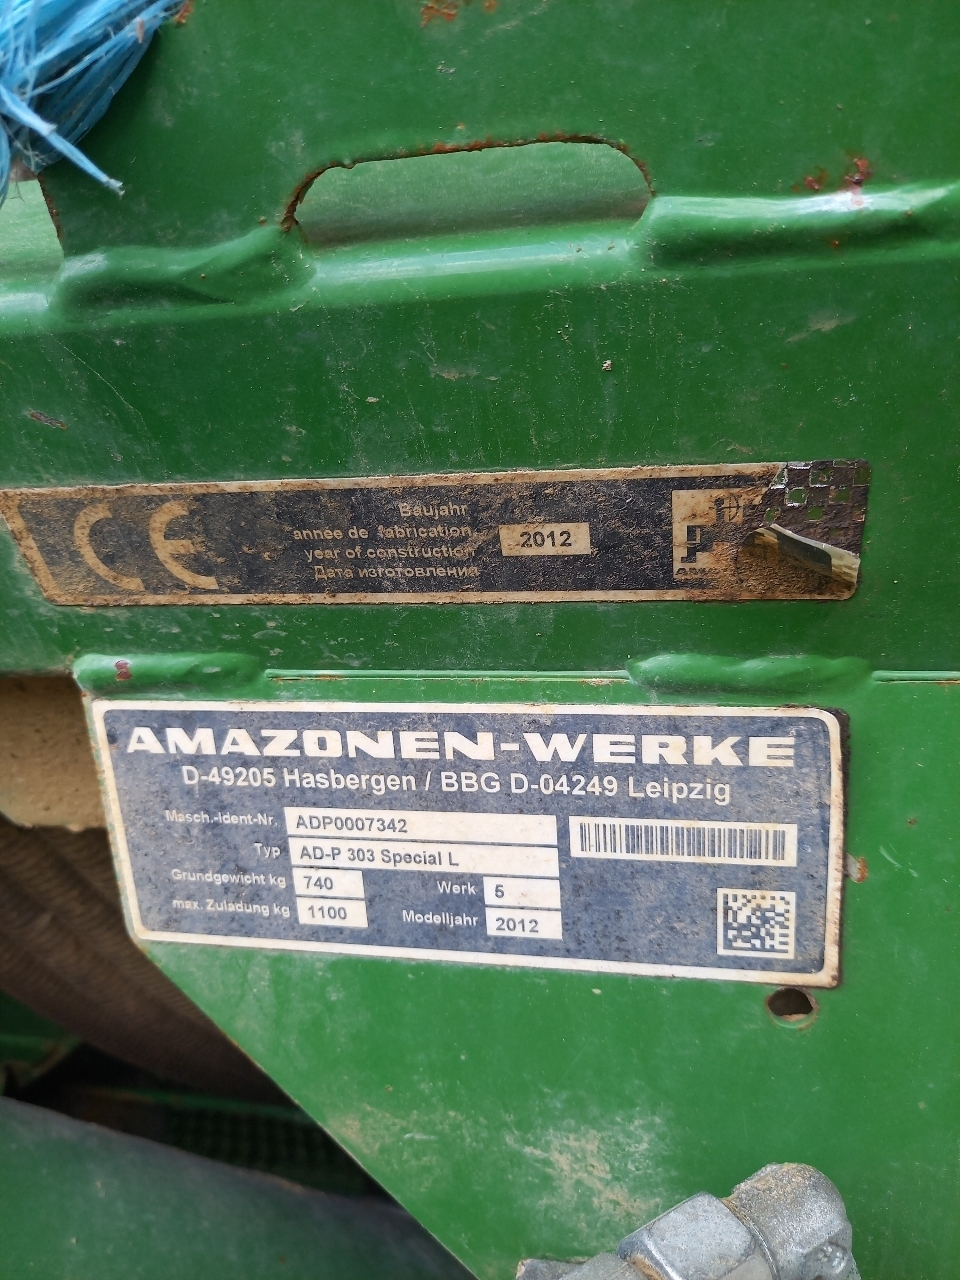 CE
Baujahr
année de fabrication
year of construction
Дата изготовления
2012
AMAZONEN-WERKE
D-49205 Hasbergen / BBG D-04249 Leipzig
Masch.-Ident-Nr. ADP0007342
Typ AD-P 303 Special L
Grundgewicht kg 740 Werk 5
max. Zuladung kg 1100 Modelljahr 2012